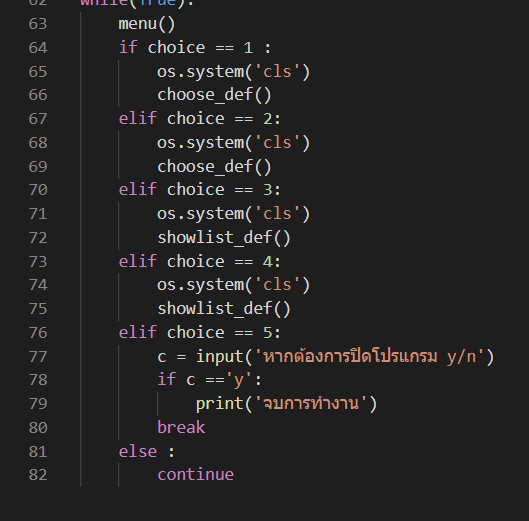 62 while(True):
63 menu()
64 if choice == 1 :
65 os.system('cls')
66 choose_def()
67 elif choice == 2:
68 os.system('cls')
69 choose_def()
70 elif choice == 3:
71 os.system('cls')
72 showlist_def()
73 elif choice == 4:
74 os.system('cls')
75 showlist_def()
76 elif choice == 5:
77 c = input('หากต้องการปิดโปรแกรม y/n')
78 if c =='y':
79 print('จบการทำงาน')
80 break
81 else :
82 continue